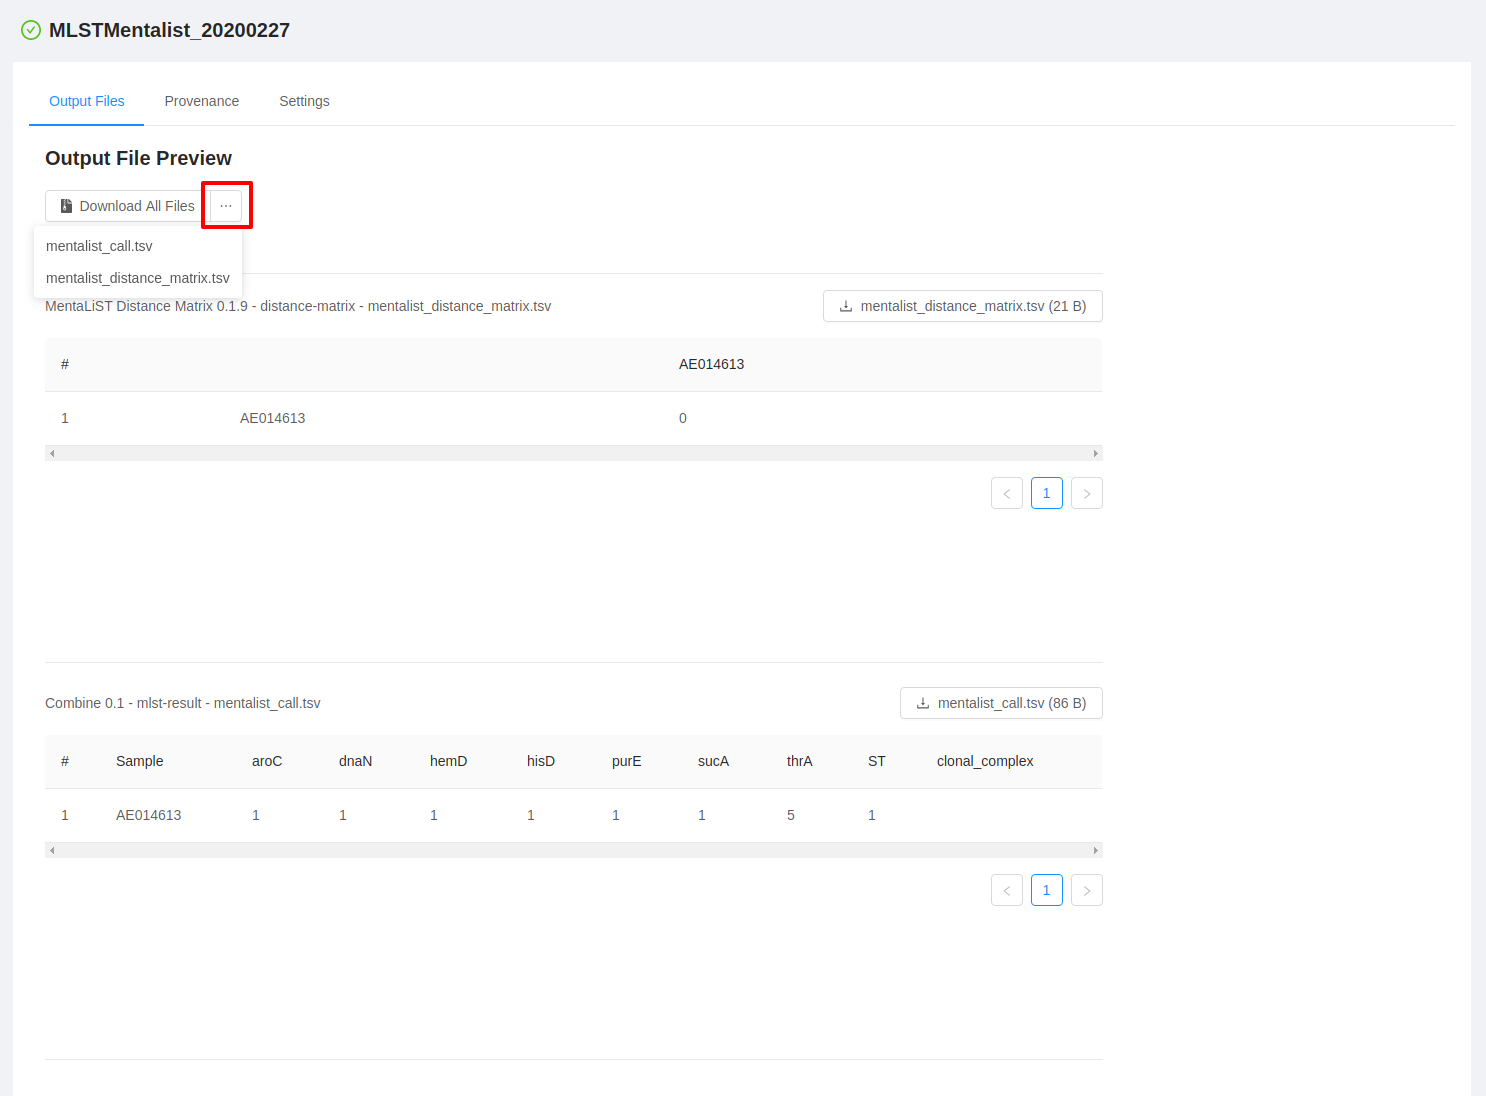 MLSTMentalist_20200227
Output Files Provenance Settings
Output File Preview
Download All Files ...
mentalist_call.tsv
mentalist_distance_matrix.tsv
MentaLiST Distance Matrix 0.1.9 - distance-matrix - mentalist_distance_matrix.tsv mentalist_distance_matrix.tsv (21 B)
# AE014613
1 AE014613 0
< 1 >
Combine 0.1 - mlst-result - mentalist_call.tsv mentalist_call.tsv (86 B)
# Sample aroC dnaN hemD hisD purE sucA thrA ST clonal_complex
1 AE014613 1 1 1 1 1 1 5 1
< 1 >